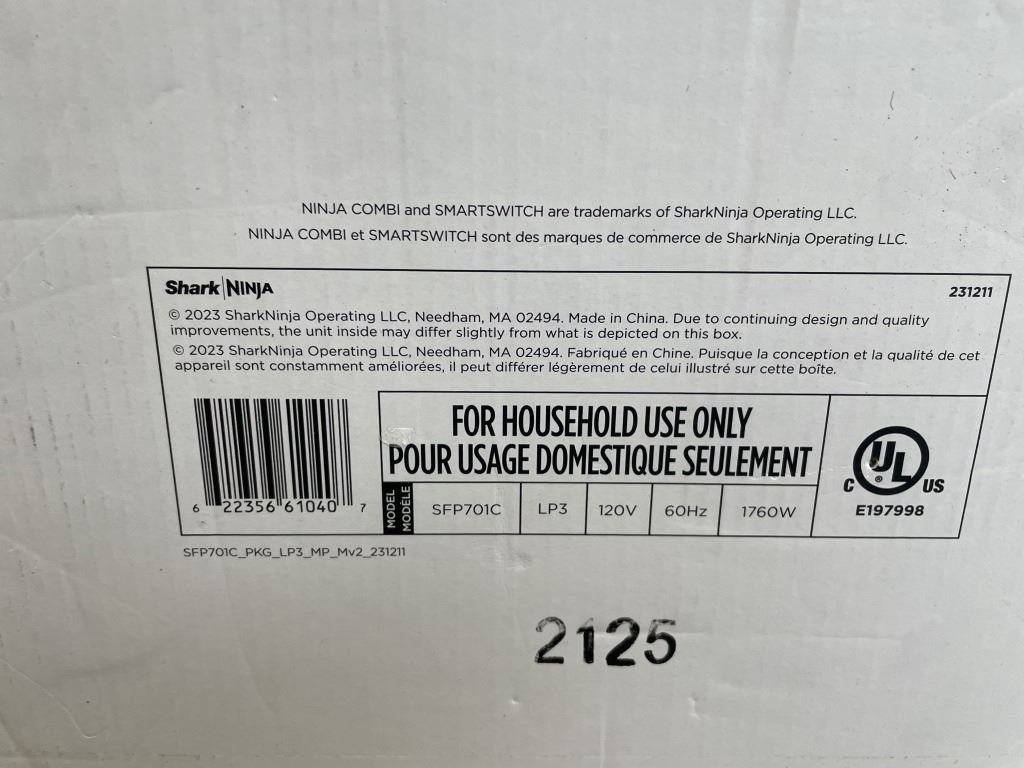 NINJA COMBI and SMARTSWITCH are trademarks of SharkNinja Operating LLC.
NINJA COMBI et SMARTSWITCH sont des marques de commerce de SharkNinja Operating LLC.
Shark | NINJA
231211
© 2023 SharkNinja Operating LLC, Needham, MA 02494. Made in China. Due to continuing design and quality
improvements, the unit inside may differ slightly from what is depicted on this box.
© 2023 SharkNinja Operating LLC, Needham, MA 02494. Fabriqué en Chine. Puisque la conception et la qualité de cet
appareil sont constamment améliorées, il peut différer légèrement de celui illustré sur cette boîte.
FOR HOUSEHOLD USE ONLY
POUR USAGE DOMESTIQUE SEULEMENT
C UL ® US
E197998
6 22356 61040 7
MODEL
MODÈLE
SFP701C LP3 120V 60Hz 1760W
SFP701C_PKG_LP3_MP_Mv2_231211
2125